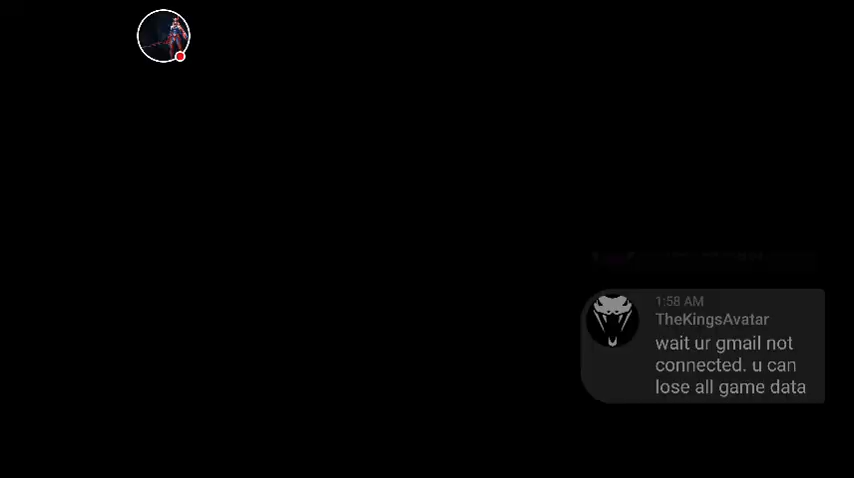 1:58 AM
TheKingsAvatar
wait ur gmail not
connected. u can
lose all game data